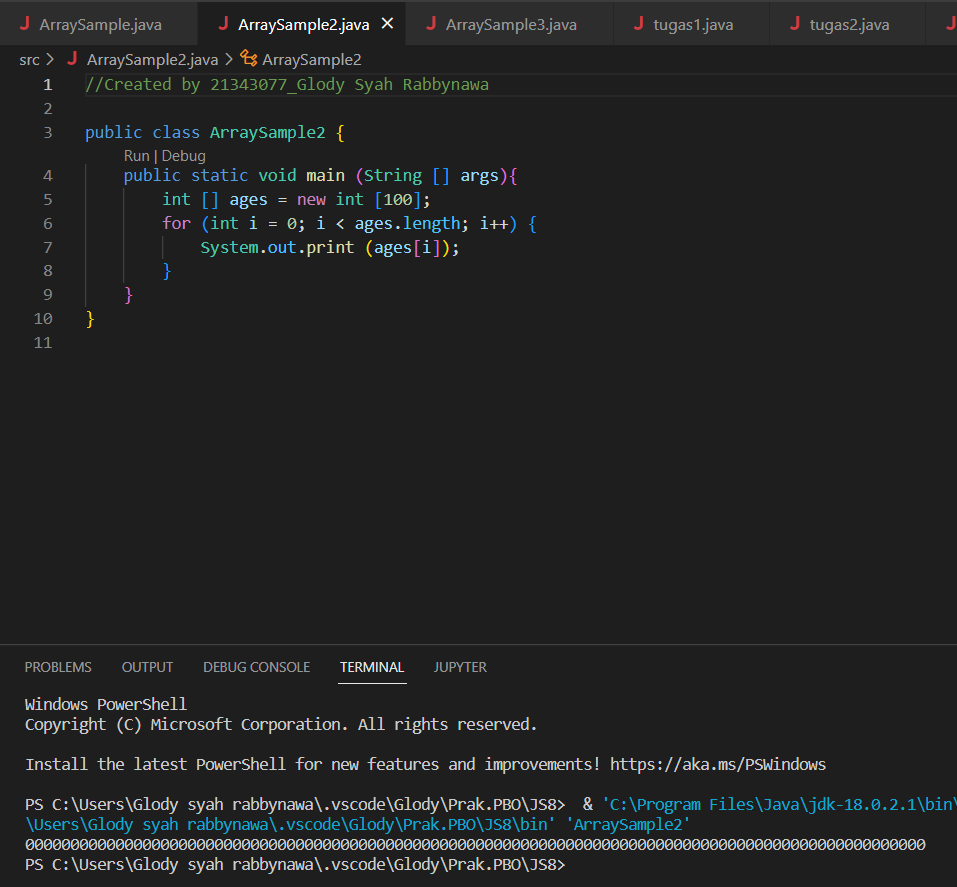 J ArraySample.java J ArraySample2.java × J ArraySample3.java J tugas1.java J tugas2.java J
src > J ArraySample2.java > ArraySample2
1 //Created by 21343077_Glody Syah Rabbynawa
2
3 public class ArraySample2 {
Run | Debug
4 public static void main (String [] args){
5 int [] ages = new int [100];
6 for (int i = 0; i < ages.length; i++) {
7 System.out.print (ages[i]);
8 }
9 }
10 }
11
PROBLEMS OUTPUT DEBUG CONSOLE TERMINAL JUPYTER
Windows PowerShell
Copyright (C) Microsoft Corporation. All rights reserved.
Install the latest PowerShell for new features and improvements! https://aka.ms/PSWindows
PS C:\Users\Glody syah rabbynawa\.vscode\Glody\Prak.PBO\JS8> & 'C:\Program Files\Java\jdk-18.0.2.1\bin\
\Users\Glody syah rabbynawa\.vscode\Glody\Prak.PBO\JS8\bin' 'ArraySample2'
0000000000000000000000000000000000000000000000000000000000000000000000000000000000000000000000000000
PS C:\Users\Glody syah rabbynawa\.vscode\Glody\Prak.PBO\JS8>